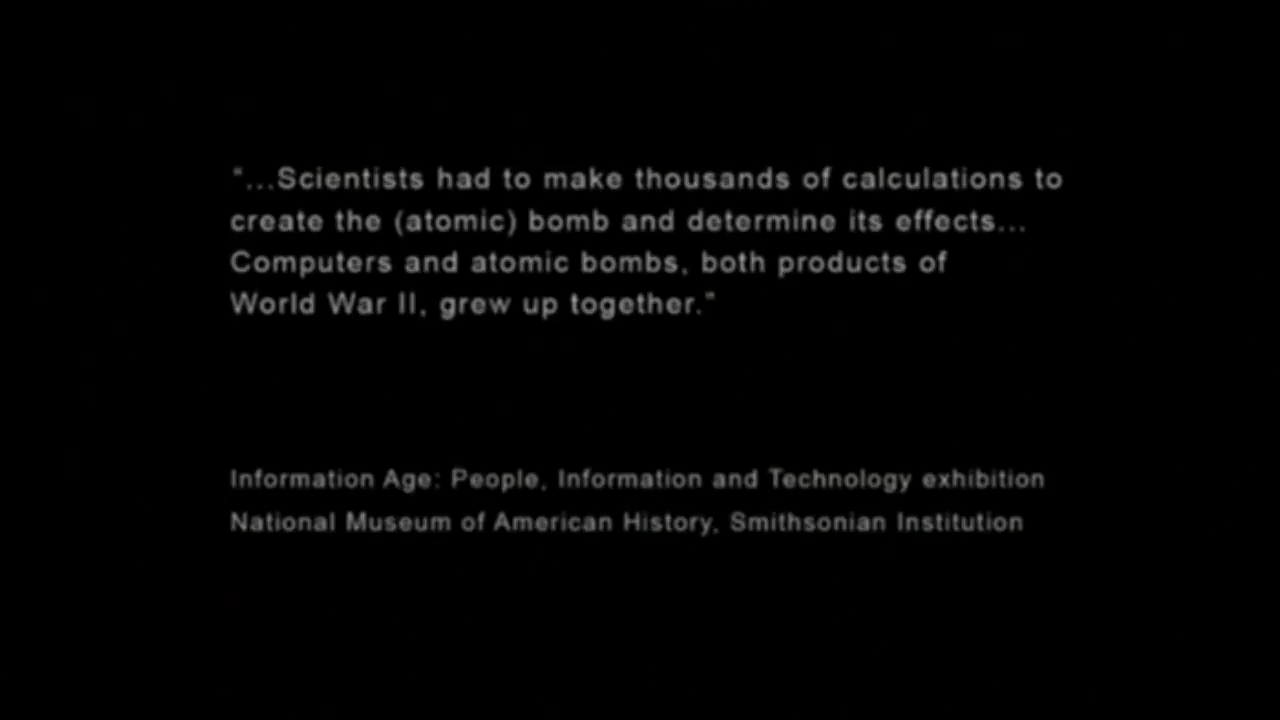 "...Scientists had to make thousands of calculations to
create the (atomic) bomb and determine its effects...
Computers and atomic bombs, both products of
World War II, grew up together."
Information Age: People, Information and Technology exhibition
National Museum of American History, Smithsonian Institution